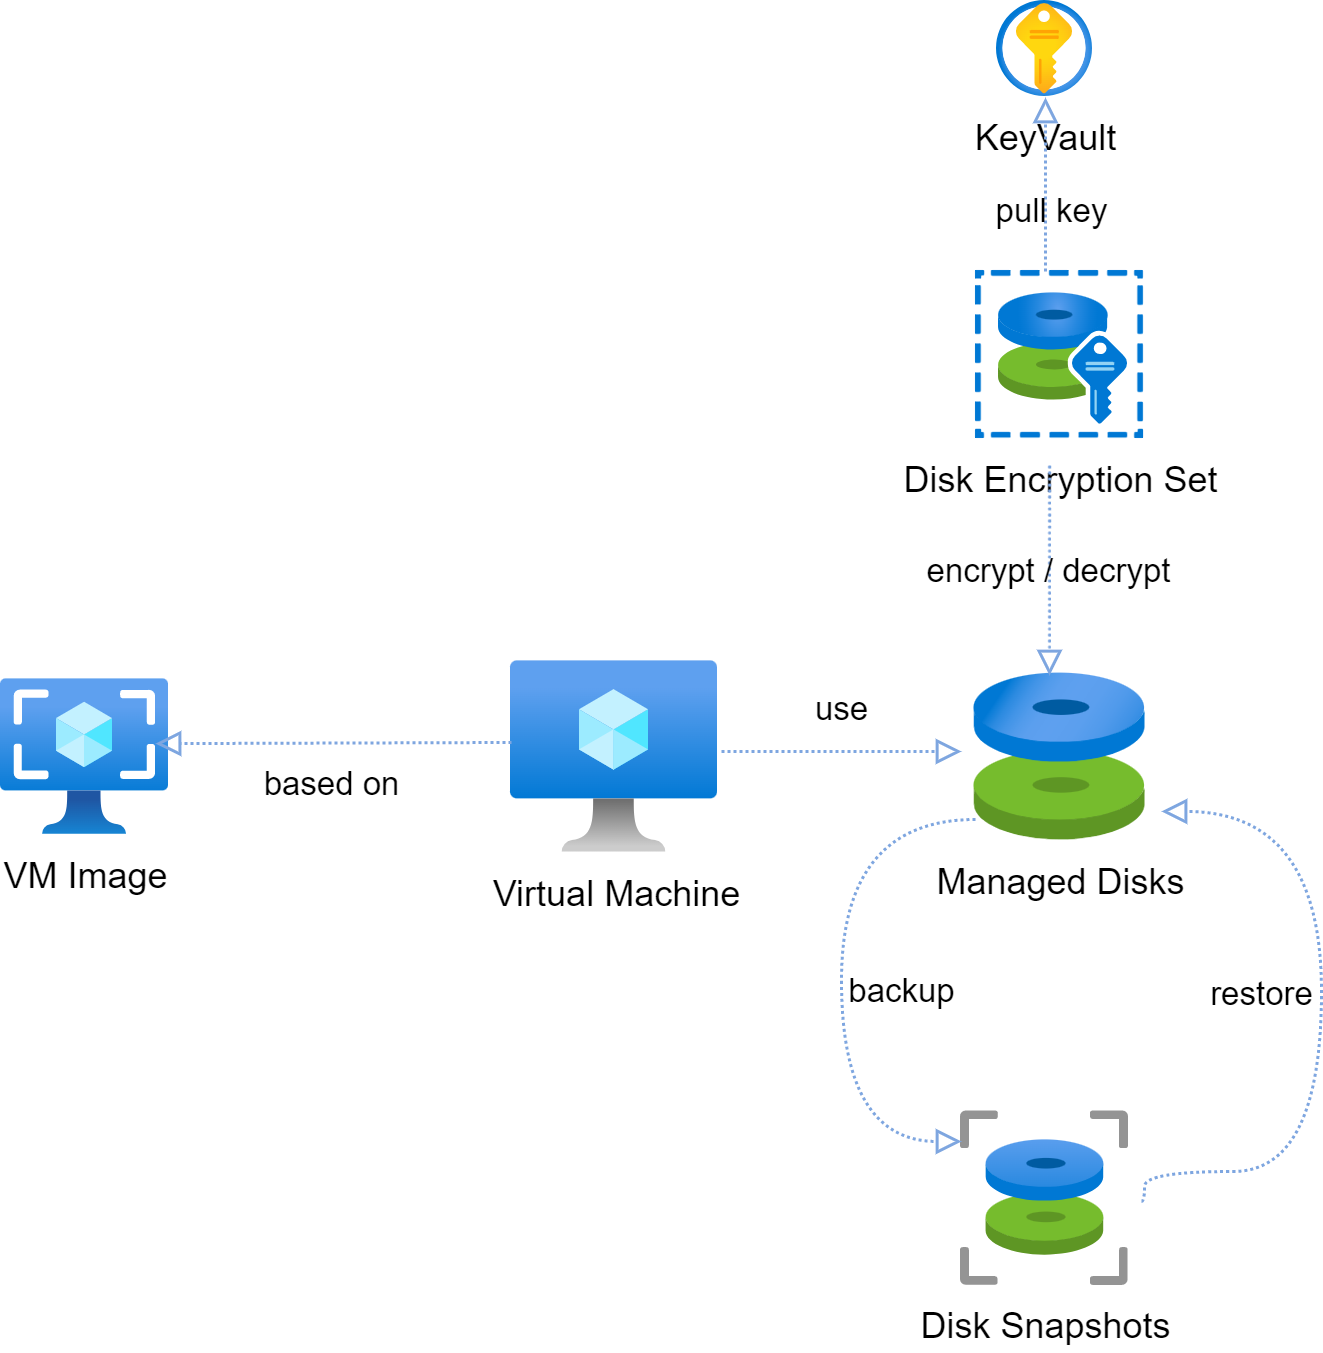 KeyVault
pull key
Disk Encryption Set
encrypt / decrypt
use
based on
VM Image
Virtual Machine
Managed Disks
backup
restore
Disk Snapshots